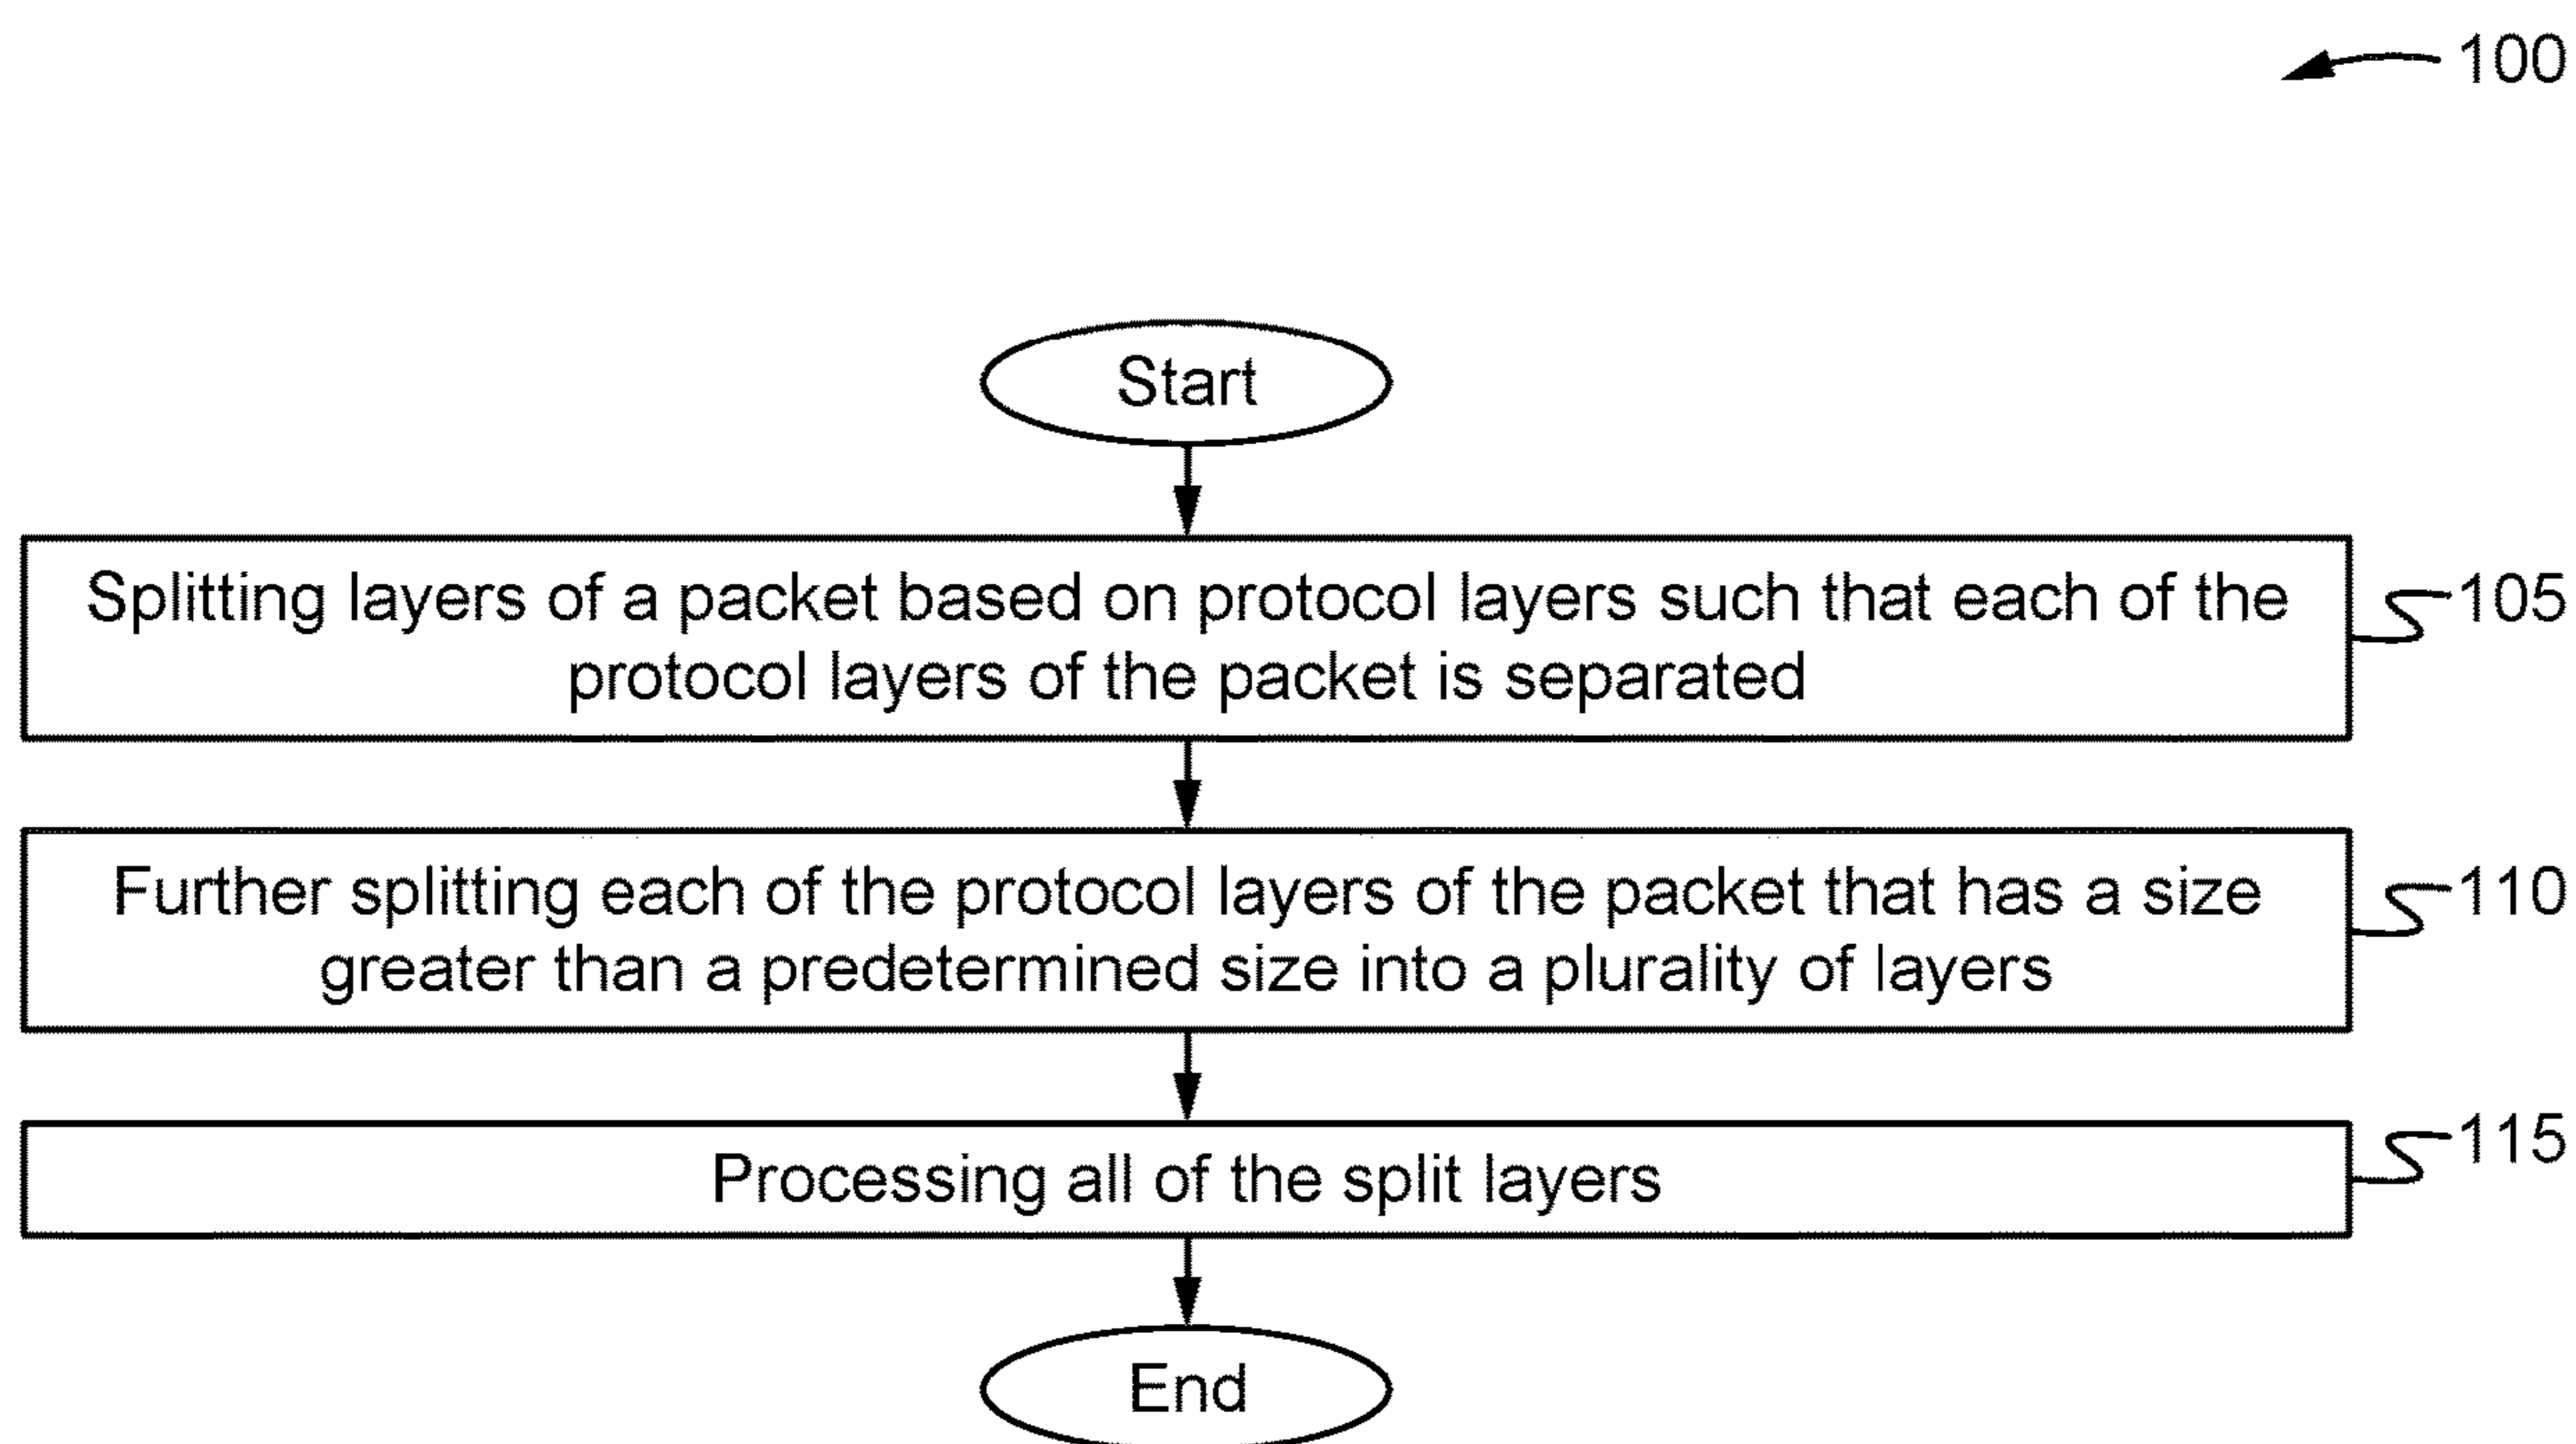 100
Start
Splitting layers of a packet based on protocol layers such that each of the
protocol layers of the packet is separated
105
Further splitting each of the protocol layers of the packet that has a size
greater than a predetermined size into a plurality of layers
110
Processing all of the split layers
115
End